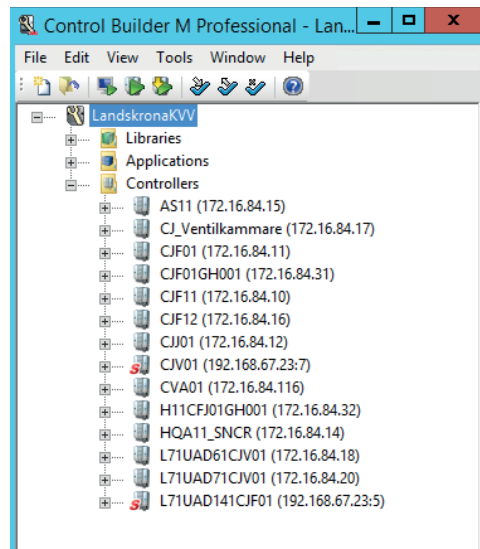 Control Builder M Professional - Lan...
File Edit View Tools Window Help
LandskronaKVV
Libraries
Applications
Controllers
AS11 (172.16.84.15)
CJ_Ventilkammare (172.16.84.17)
CJF01 (172.16.84.11)
CJF01GH001 (172.16.84.31)
CJF11 (172.16.84.10)
CJF12 (172.16.84.16)
CJJ01 (172.16.84.12)
CJV01 (192.168.67.23:7)
CVA01 (172.16.84.116)
H11CFJ01GH001 (172.16.84.32)
HQA11_SNCR (172.16.84.14)
L71UAD61CJV01 (172.16.84.18)
L71UAD71CJV01 (172.16.84.20)
L71UAD141CJF01 (192.168.67.23:5)